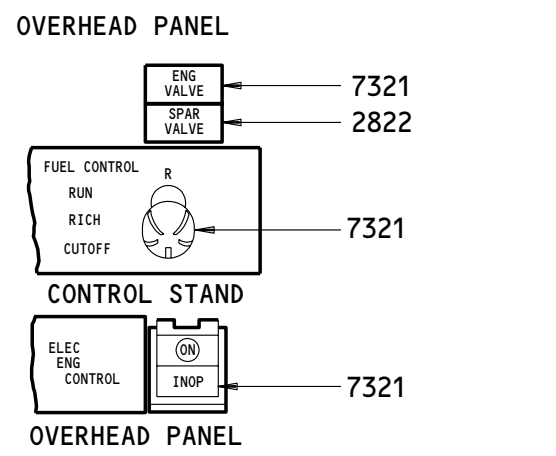 OVERHEAD PANEL
ENG
VALVE
7321
SPAR
VALVE
2822
FUEL CONTROL
R
RUN
RICH
CUTOFF
7321
CONTROL STAND
ELEC
ENG
CONTROL
ON
INOP
7321
OVERHEAD PANEL